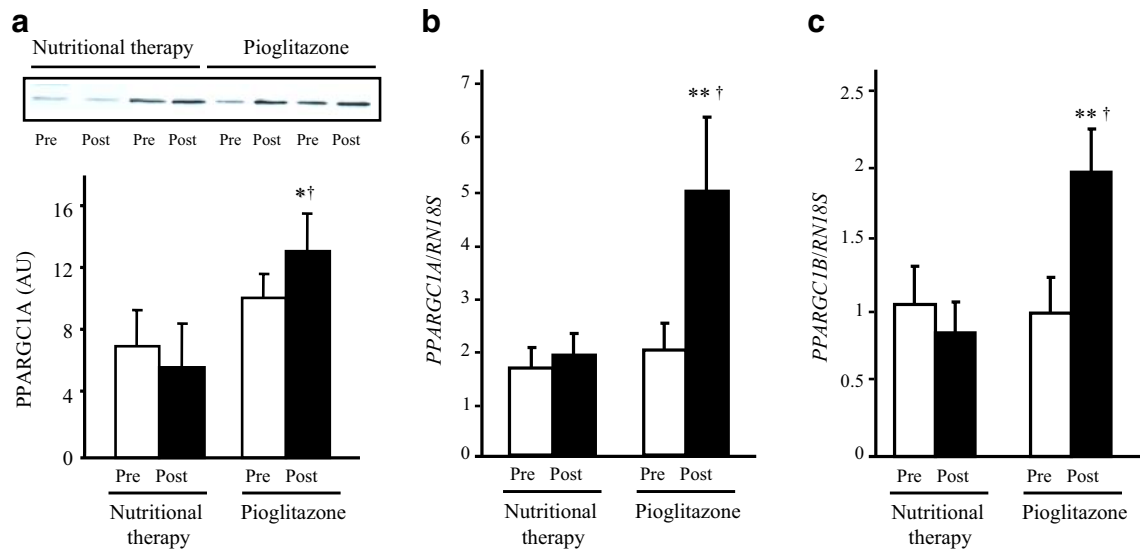 a
Nutritional therapy Pioglitazone
Pre Post Pre Post Pre Post Pre Post
PPARGC1A (AU)
16
12
8
4
0
*†
Pre Post Pre Post
Nutritional therapy
Pioglitazone
b
PPARGC1A/RN18S
7
6
5
4
3
2
1
0
** †
Pre Post Pre Post
Nutritional therapy
Pioglitazone
c
PPARGC1B/RN18S
2.5
2
1.5
1
0.5
0
** †
Pre Post Pre Post
Nutritional therapy
Pioglitazone